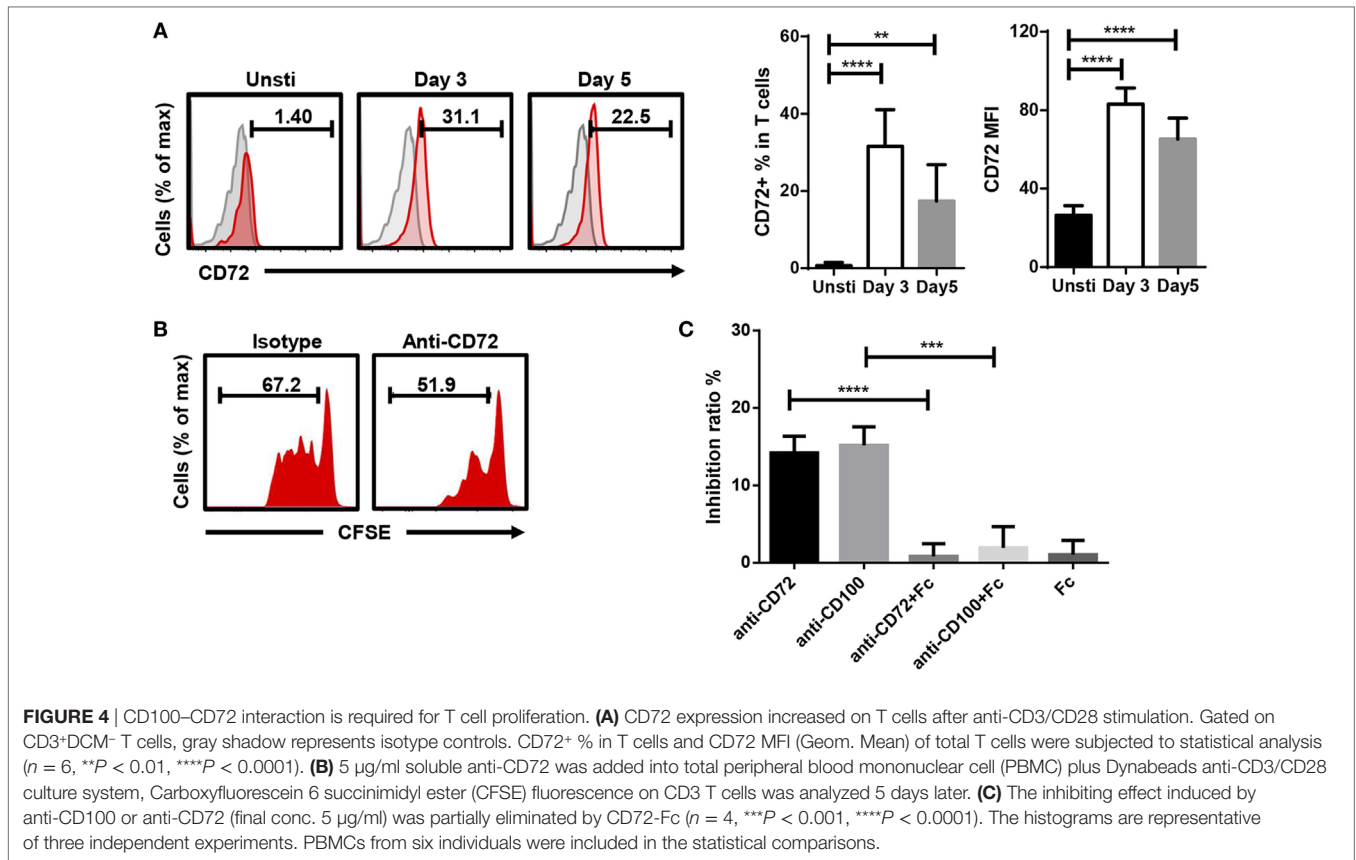 A
Unsti
Day 3
Day 5
1.40
31.1
22.5
Cells (% of max)
CD72
60
40
20
0
CD72+ % in T cells
**
****
Unsti
Day 3
Day5
120
80
40
0
CD72 MFI
****
****
Unsti
Day 3
Day5
B
Isotype
Anti-CD72
67.2
51.9
Cells (% of max)
CFSE
C
30
20
10
0
Inhibition ratio %
***
****
anti-CD72
anti-CD100
anti-CD72+Fc
anti-CD100+Fc
Fc
FIGURE 4 | CD100–CD72 interaction is required for T cell proliferation. (A) CD72 expression increased on T cells after anti-CD3/CD28 stimulation. Gated on
CD3⁺DCM⁻ T cells, gray shadow represents isotype controls. CD72⁺ % in T cells and CD72 MFI (Geom. Mean) of total T cells were subjected to statistical analysis
(n = 6, **P < 0.01, ****P < 0.0001). (B) 5 µg/ml soluble anti-CD72 was added into total peripheral blood mononuclear cell (PBMC) plus Dynabeads anti-CD3/CD28
culture system, Carboxyfluorescein 6 succinimidyl ester (CFSE) fluorescence on CD3 T cells was analyzed 5 days later. (C) The inhibiting effect induced by
anti-CD100 or anti-CD72 (final conc. 5 µg/ml) was partially eliminated by CD72-Fc (n = 4, ***P < 0.001, ****P < 0.0001). The histograms are representative
of three independent experiments. PBMCs from six individuals were included in the statistical comparisons.